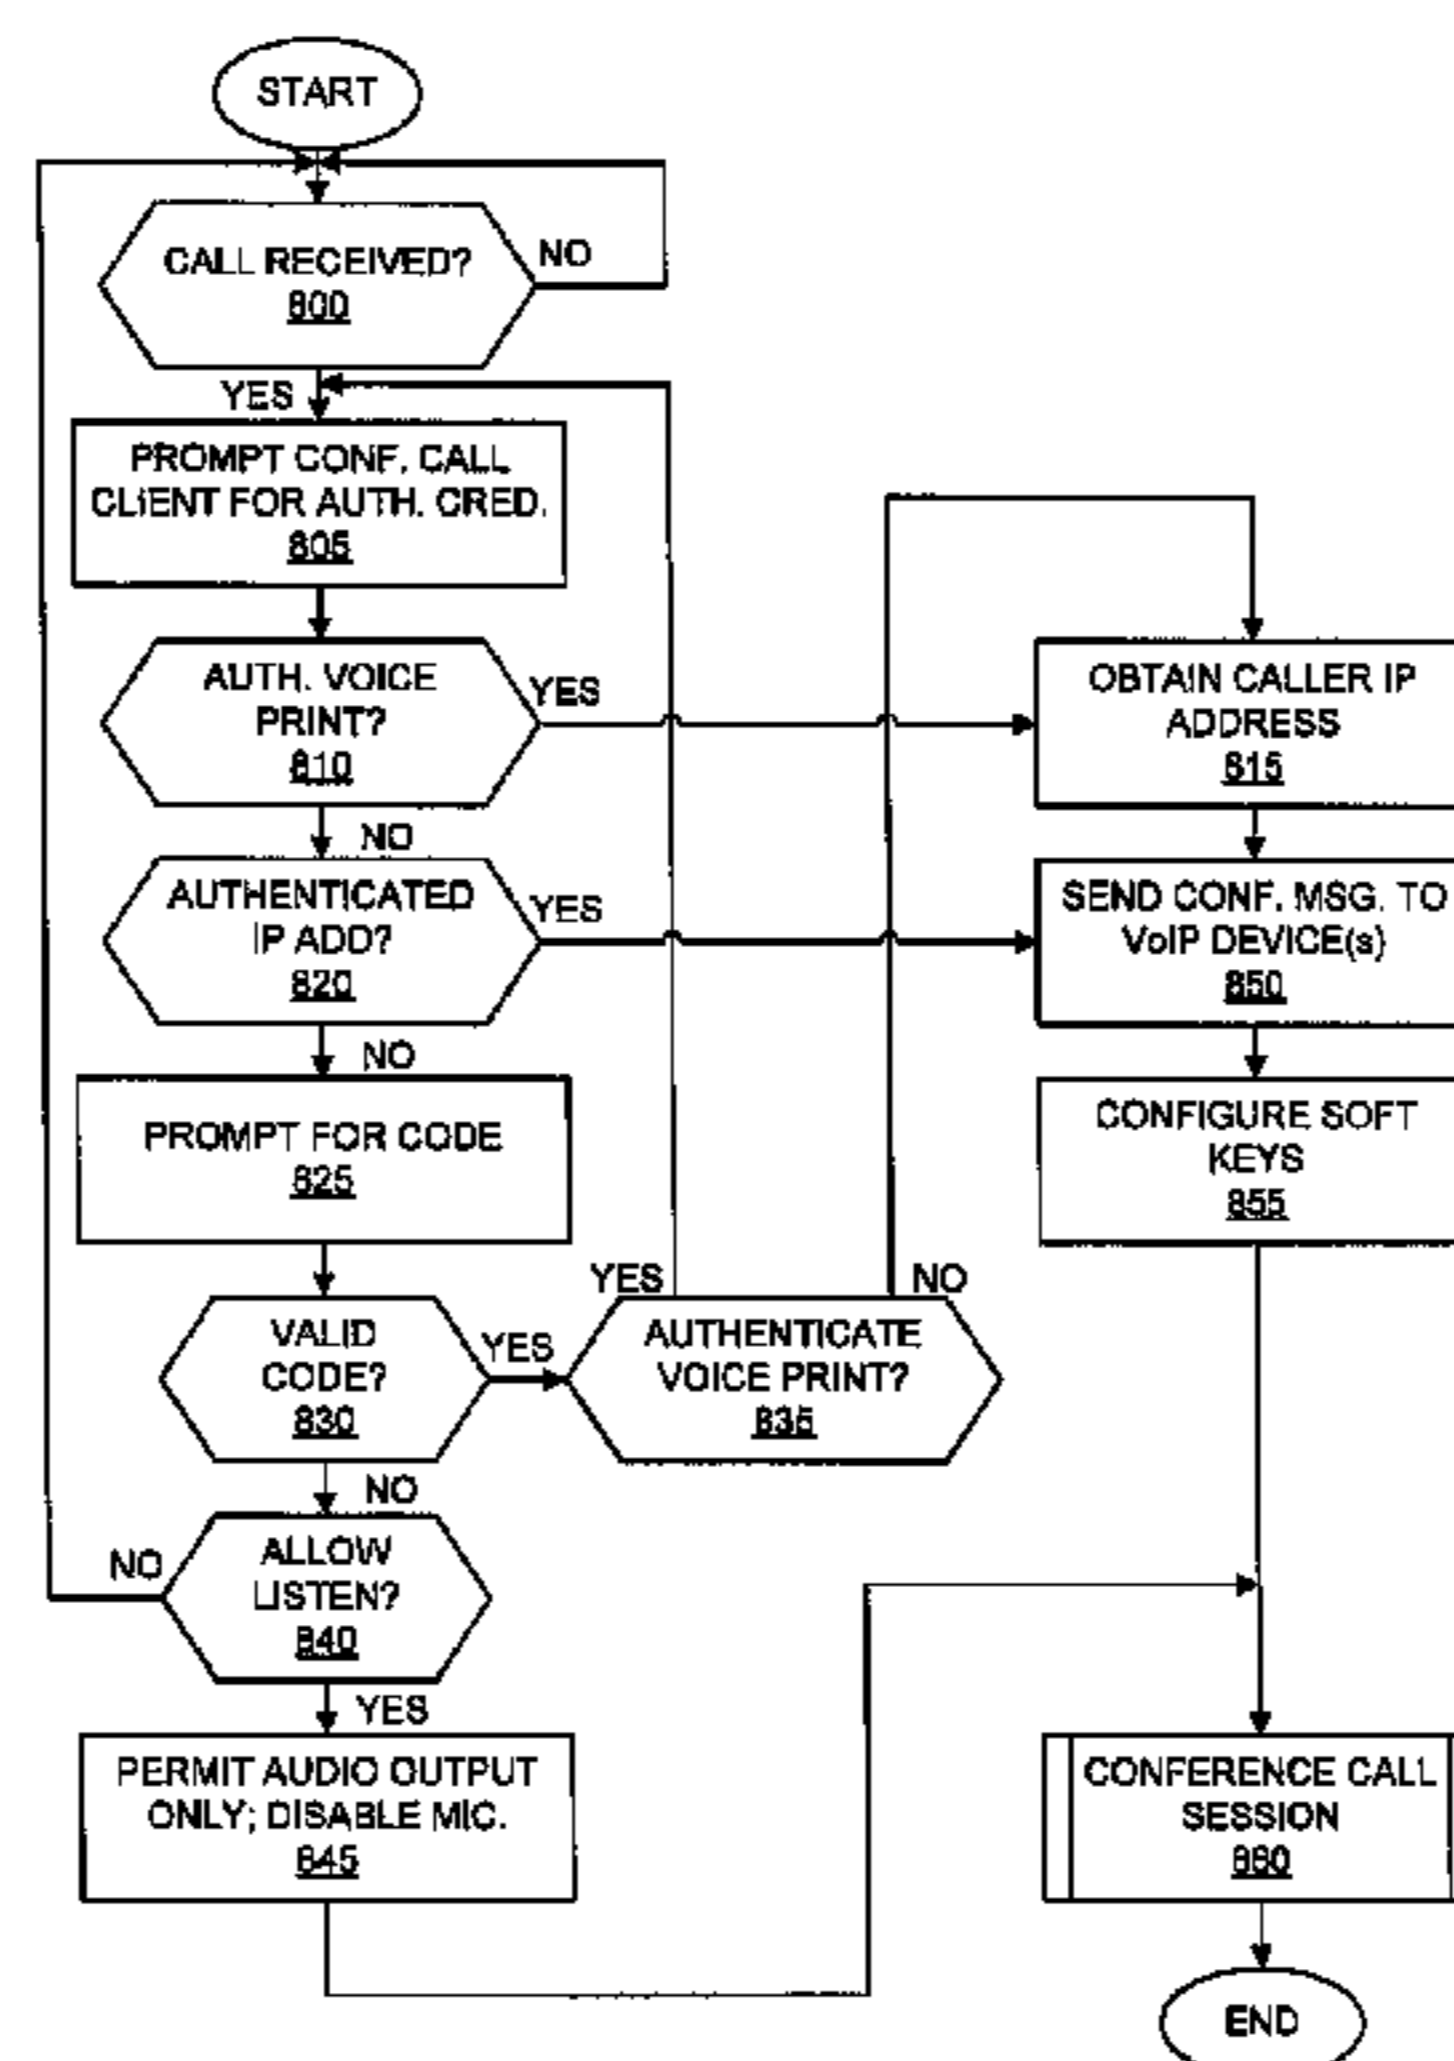 START
CALL RECEIVED?
800
NO
YES
PROMPT CONF. CALL
CLIENT FOR AUTH. CRED.
805
AUTH. VOICE
PRINT?
810
YES
NO
OBTAIN CALLER IP
ADDRESS
815
AUTHENTICATED
IP ADD?
820
YES
NO
SEND CONF. MSG. TO
VoIP DEVICE(s)
850
PROMPT FOR CODE
825
CONFIGURE SOFT
KEYS
855
VALID
CODE?
830
YES
NO
YES
NO
AUTHENTICATE
VOICE PRINT?
835
ALLOW
LISTEN?
840
NO
YES
PERMIT AUDIO OUTPUT
ONLY; DISABLE MIC.
845
CONFERENCE CALL
SESSION
860
END